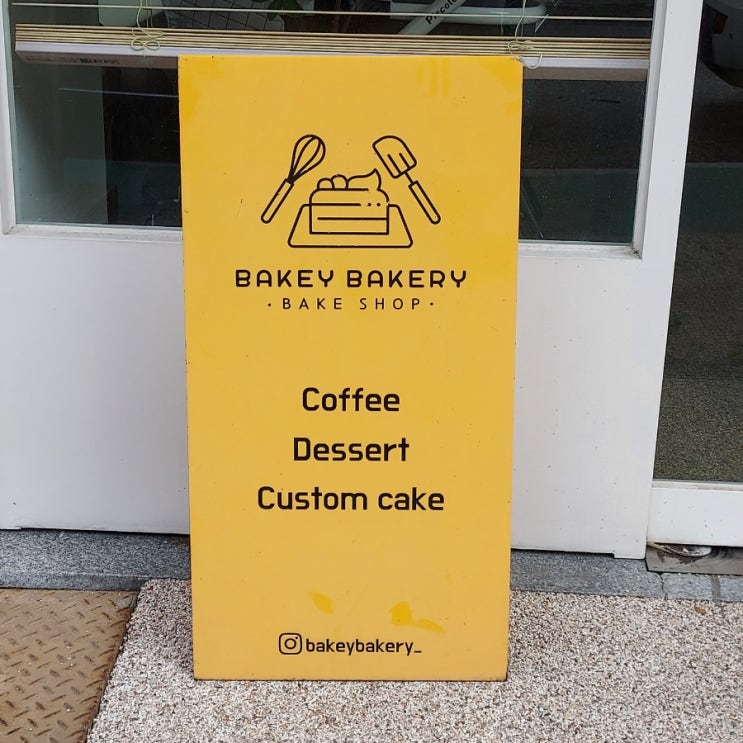 BAKEY BAKERY
· BAKE SHOP ·
Coffee
Dessert
Custom cake
bakeybakery_